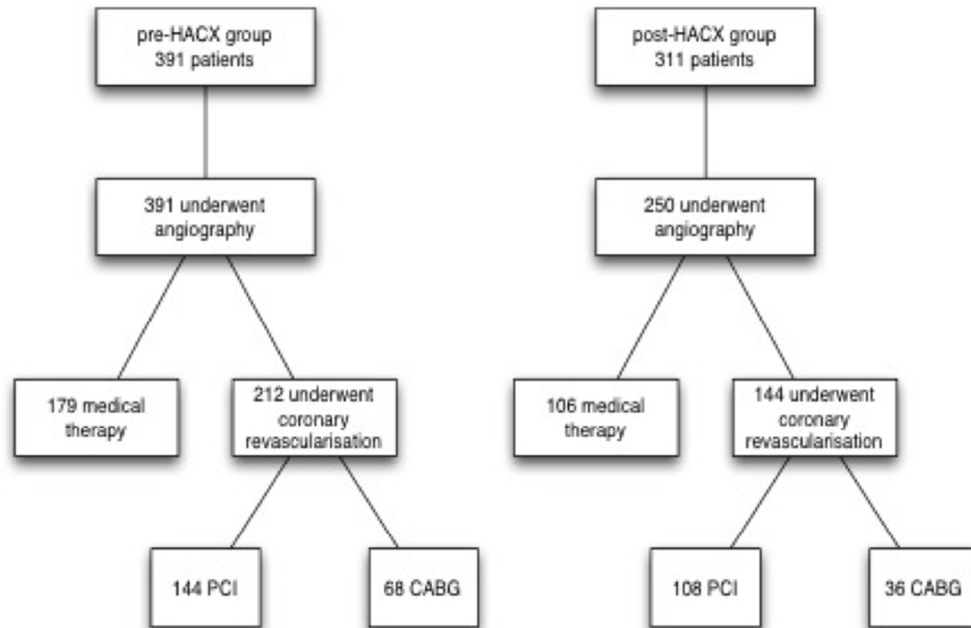 pre-HACX group
391 patients
post-HACX group
311 patients
391 underwent
angiography
250 underwent
angiography
179 medical
therapy
212 underwent
coronary
revascularisation
106 medical
therapy
144 underwent
coronary
revascularisation
144 PCI
68 CABG
108 PCI
36 CABG